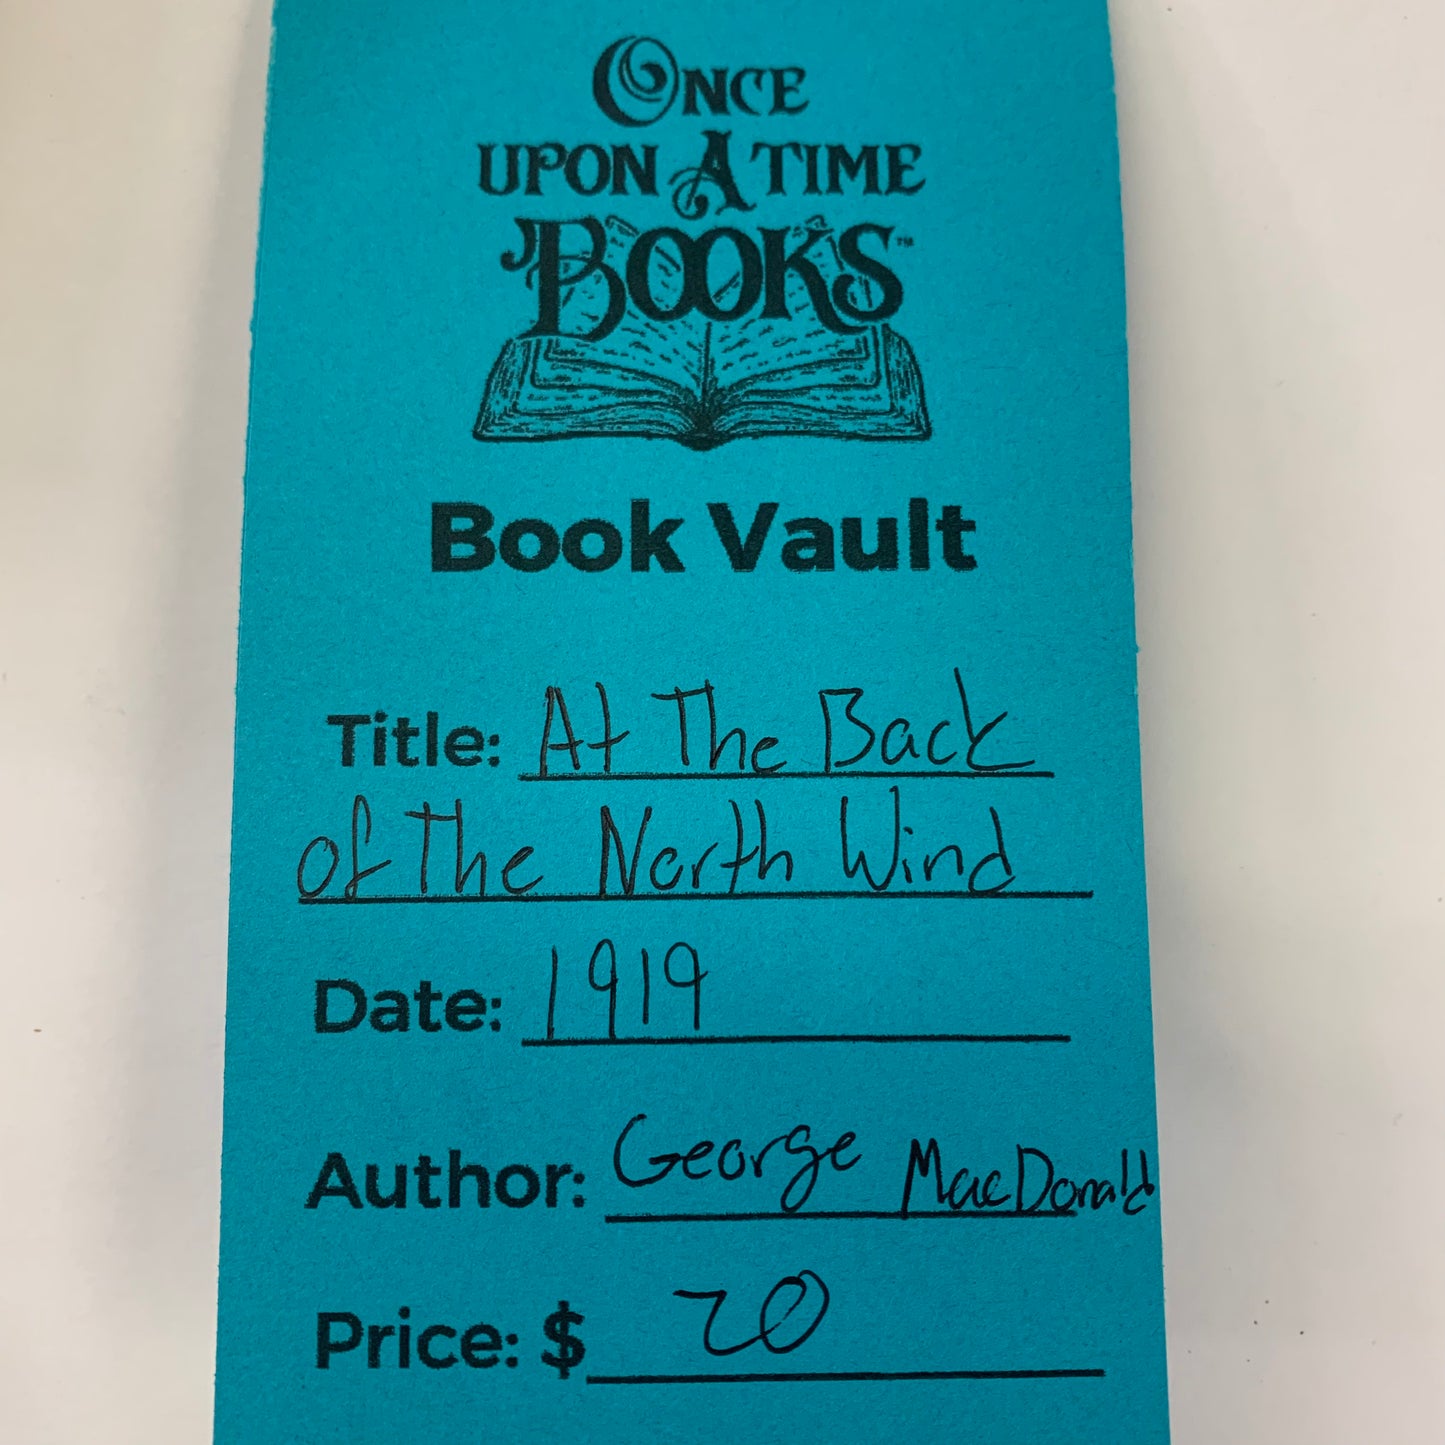 ONCE
UPON A TIME
BOOKS™
Book Vault
Title: At The Back
of The North Wind
Date: 1919
Author: George MacDonald
Price: $ 20